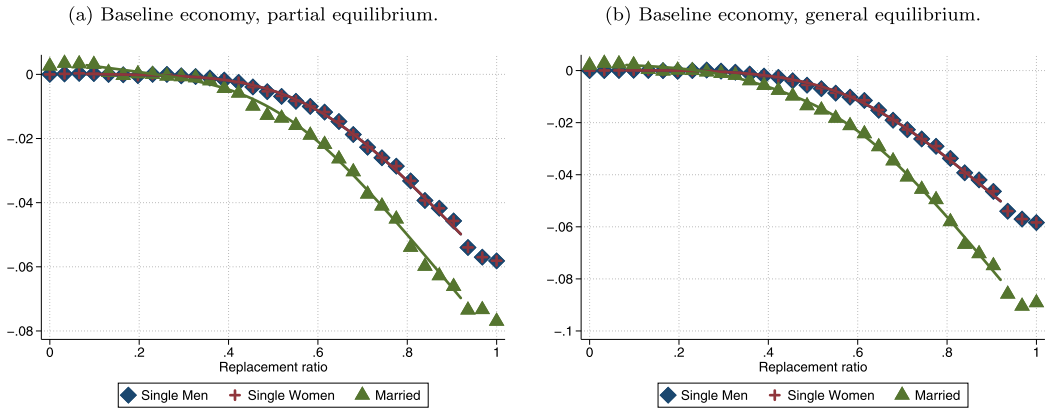 (a) Baseline economy, partial equilibrium.
0
−.02
−.04
−.06
−.08
0 .2 .4 .6 .8 1
Replacement ratio
Single Men Single Women Married
(b) Baseline economy, general equilibrium.
0
−.02
−.04
−.06
−.08
−.1
0 .2 .4 .6 .8 1
Replacement ratio
Single Men Single Women Married